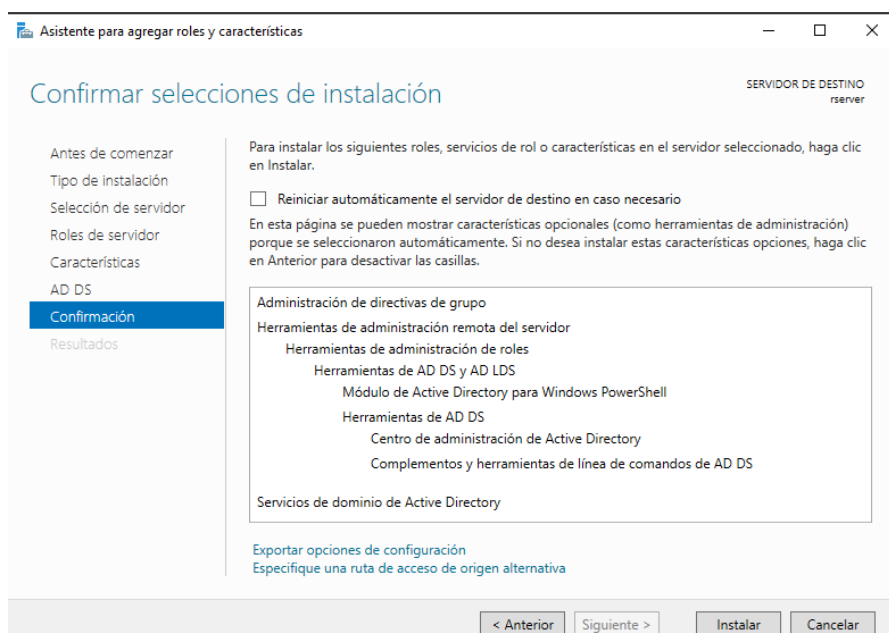 Asistente para agregar roles y características
Confirmar selecciones de instalación
SERVIDOR DE DESTINO
rserver
Antes de comenzar
Tipo de instalación
Selección de servidor
Roles de servidor
Características
AD DS
Confirmación
Resultados
Para instalar los siguientes roles, servicios de rol o características en el servidor seleccionado, haga clic
en Instalar.
Reiniciar automáticamente el servidor de destino en caso necesario
En esta página se pueden mostrar características opcionales (como herramientas de administración)
porque se seleccionaron automáticamente. Si no desea instalar estas características opciones, haga clic
en Anterior para desactivar las casillas.
Administración de directivas de grupo
Herramientas de administración remota del servidor
Herramientas de administración de roles
Herramientas de AD DS y AD LDS
Módulo de Active Directory para Windows PowerShell
Herramientas de AD DS
Centro de administración de Active Directory
Complementos y herramientas de línea de comandos de AD DS
Servicios de dominio de Active Directory
Exportar opciones de configuración
Especifique una ruta de acceso de origen alternativa
< Anterior
Siguiente >
Instalar
Cancelar